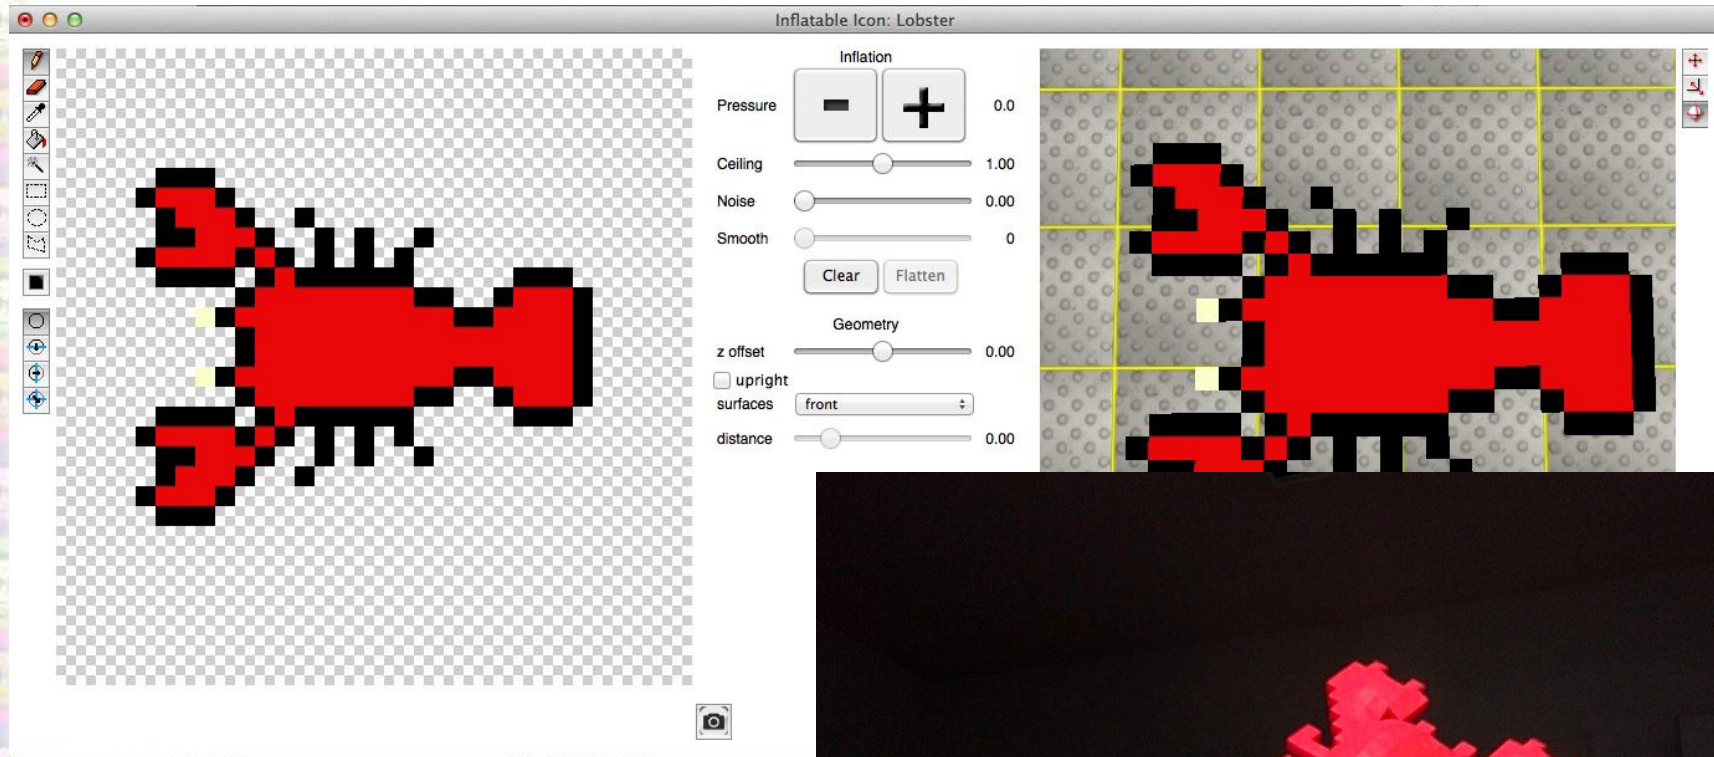 Inflatable Icon: Lobster
Inflation
Pressure 0.0
Ceiling 1.00
Noise 0.00
Smooth 0
Clear Flatten
Geometry
z offset 0.00
upright
surfaces front
distance 0.00